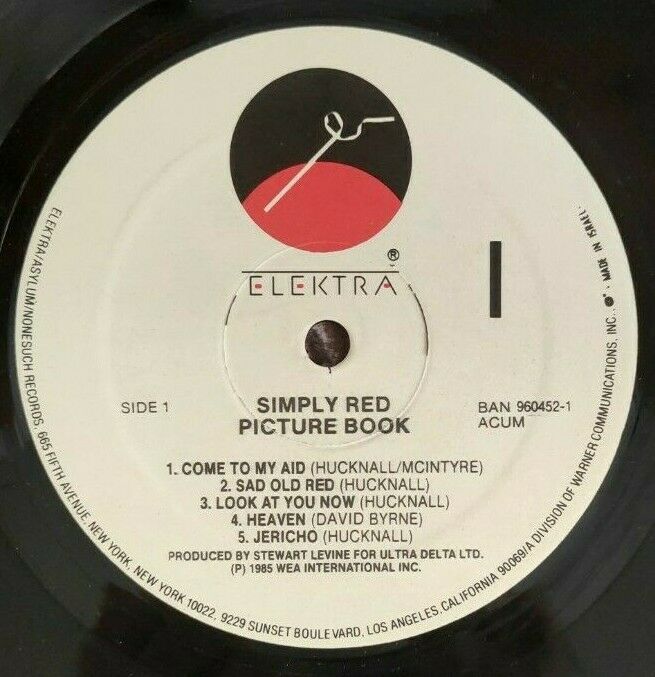 ELEKTRA®
SIDE 1
SIMPLY RED
PICTURE BOOK
BAN 960452-1
ACUM
1. COME TO MY AID (HUCKNALL/MCINTYRE)
2. SAD OLD RED (HUCKNALL)
3. LOOK AT YOU NOW (HUCKNALL)
4. HEAVEN (DAVID BYRNE)
5. JERICHO (HUCKNALL)
PRODUCED BY STEWART LEVINE FOR ULTRA DELTA LTD.
(P) 1985 WEA INTERNATIONAL INC.
ELEKTRA/ASYLUM/NONESUCH RECORDS, 665 FIFTH AVENUE, NEW YORK, NEW YORK 10022, 9229 SUNSET BOULEVARD, LOS ANGELES, CALIFORNIA 90069/A DIVISION OF WARNER COMMUNICATIONS, INC. · MADE IN ISRAEL ·